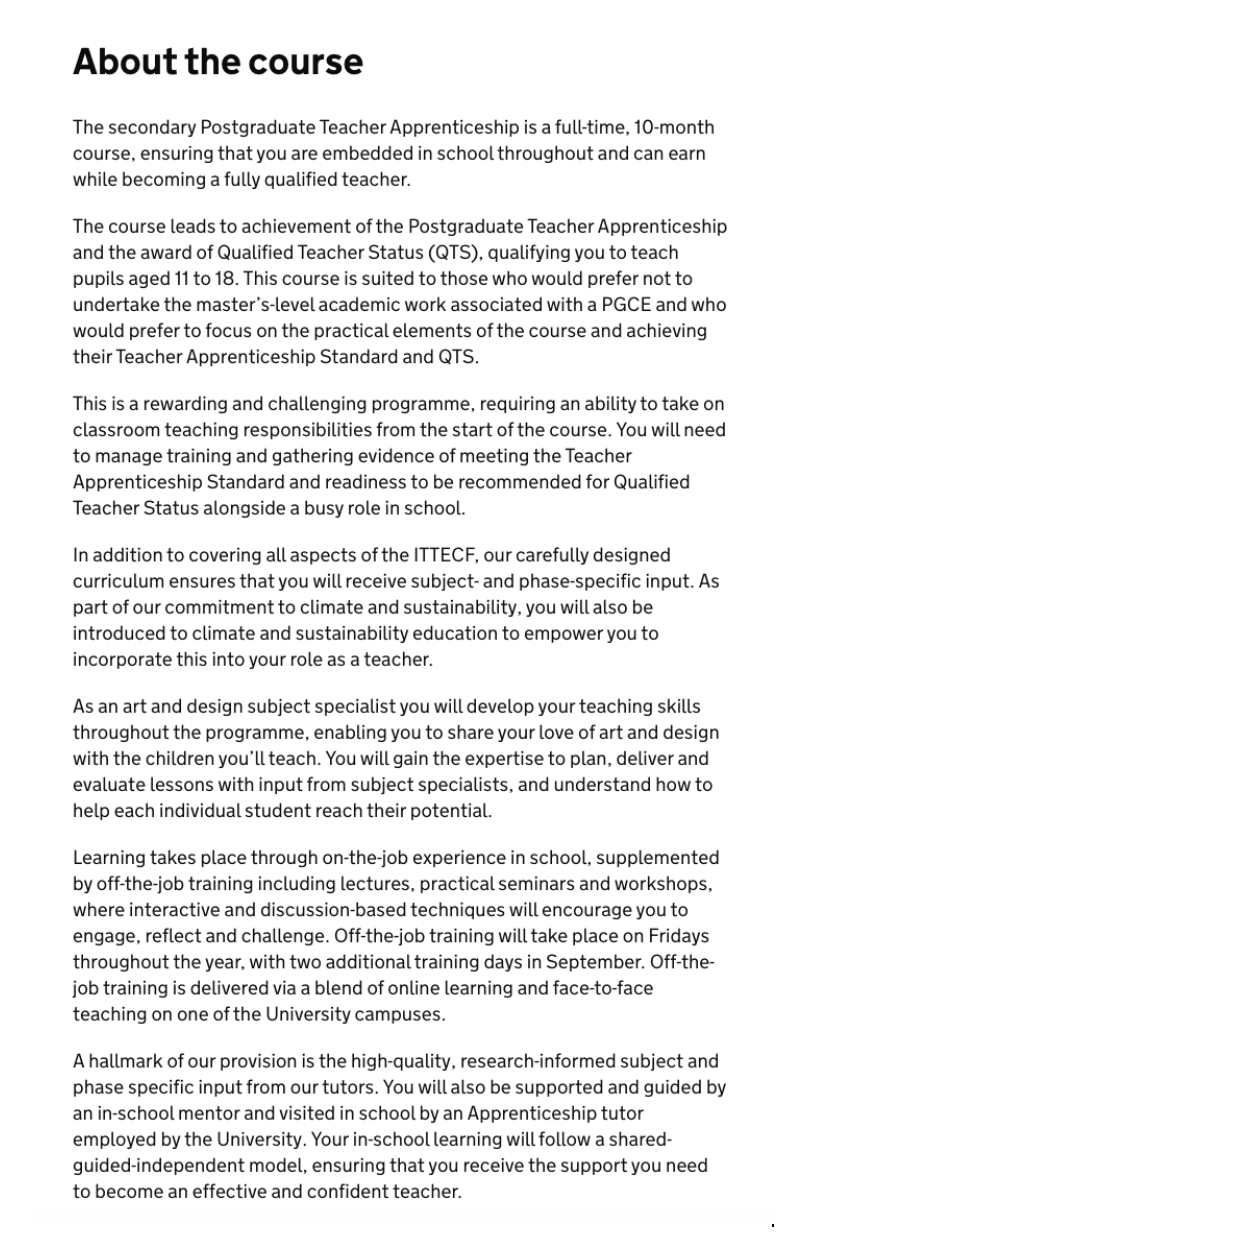 About the course
The secondary Postgraduate Teacher Apprenticeship is a full-time, 10-month
course, ensuring that you are embedded in school throughout and can earn
while becoming a fully qualified teacher.
The course leads to achievement of the Postgraduate Teacher Apprenticeship
and the award of Qualified Teacher Status (QTS), qualifying you to teach
pupils aged 11 to 18. This course is suited to those who would prefer not to
undertake the master’s-level academic work associated with a PGCE and who
would prefer to focus on the practical elements of the course and achieving
their Teacher Apprenticeship Standard and QTS.
This is a rewarding and challenging programme, requiring an ability to take on
classroom teaching responsibilities from the start of the course. You will need
to manage training and gathering evidence of meeting the Teacher
Apprenticeship Standard and readiness to be recommended for Qualified
Teacher Status alongside a busy role in school.
In addition to covering all aspects of the ITTECF, our carefully designed
curriculum ensures that you will receive subject- and phase-specific input. As
part of our commitment to climate and sustainability, you will also be
introduced to climate and sustainability education to empower you to
incorporate this into your role as a teacher.
As an art and design subject specialist you will develop your teaching skills
throughout the programme, enabling you to share your love of art and design
with the children you’ll teach. You will gain the expertise to plan, deliver and
evaluate lessons with input from subject specialists, and understand how to
help each individual student reach their potential.
Learning takes place through on-the-job experience in school, supplemented
by off-the-job training including lectures, practical seminars and workshops,
where interactive and discussion-based techniques will encourage you to
engage, reflect and challenge. Off-the-job training will take place on Fridays
throughout the year, with two additional training days in September. Off-the-
job training is delivered via a blend of online learning and face-to-face
teaching on one of the University campuses.
A hallmark of our provision is the high-quality, research-informed subject and
phase specific input from our tutors. You will also be supported and guided by
an in-school mentor and visited in school by an Apprenticeship tutor
employed by the University. Your in-school learning will follow a shared-
guided-independent model, ensuring that you receive the support you need
to become an effective and confident teacher.